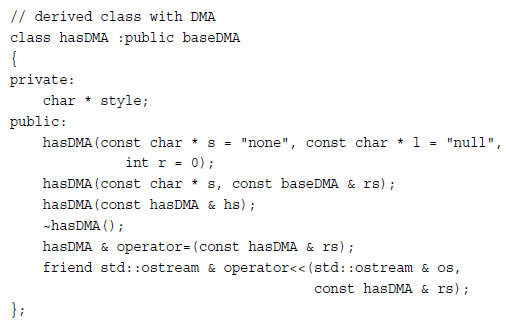 // derived class with DMA
class hasDMA :public baseDMA
{
private:
    char * style;
public:
    hasDMA(const char * s = "none", const char * l = "null",
              int r = 0);
    hasDMA(const char * s, const baseDMA & rs);
    hasDMA(const hasDMA & hs);
    ~hasDMA();
    hasDMA & operator=(const hasDMA & rs);
    friend std::ostream & operator<<(std::ostream & os,
                                     const hasDMA & rs);
};